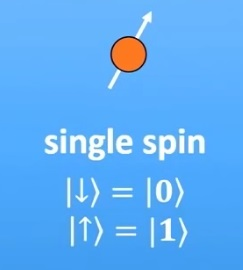 single spin
|↓⟩ = |0⟩
|↑⟩ = |1⟩